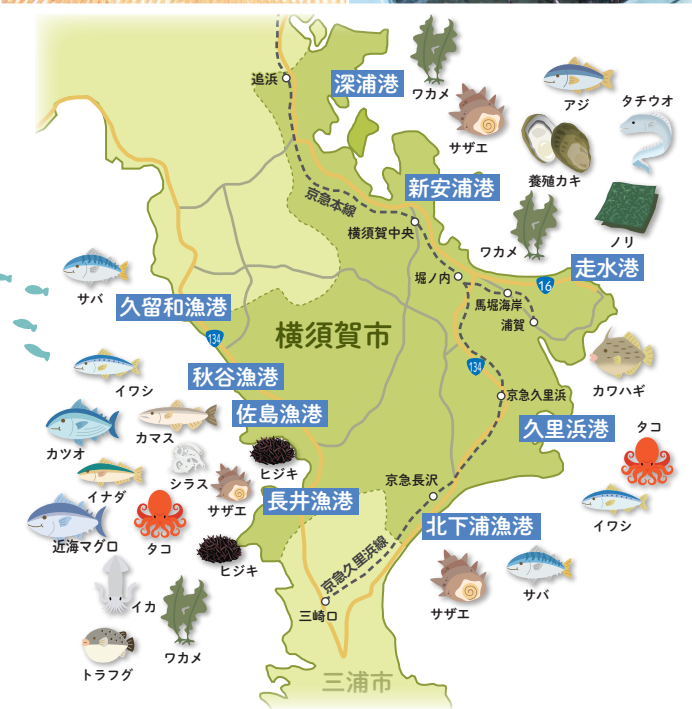 追浜
深浦港
ワカメ
サザエ
アジ
タチウオ
養殖カキ
ノリ
新安浦港
京急本線
横須賀中央
ワカメ
走水港
堀ノ内
16
馬堀海岸
浦賀
サバ
久留和漁港
134
横須賀市
134
カワハギ
秋谷漁港
イワシ
佐島漁港
京急久里浜
久里浜港
タコ
カツオ
カマス
ヒジキ
シラス
イナダ
サザエ
長井漁港
京急長沢
イワシ
北下浦漁港
近海マグロ
タコ
ヒジキ
京急久里浜線
サザエ
サバ
イカ
三崎口
ワカメ
トラフグ
三浦市